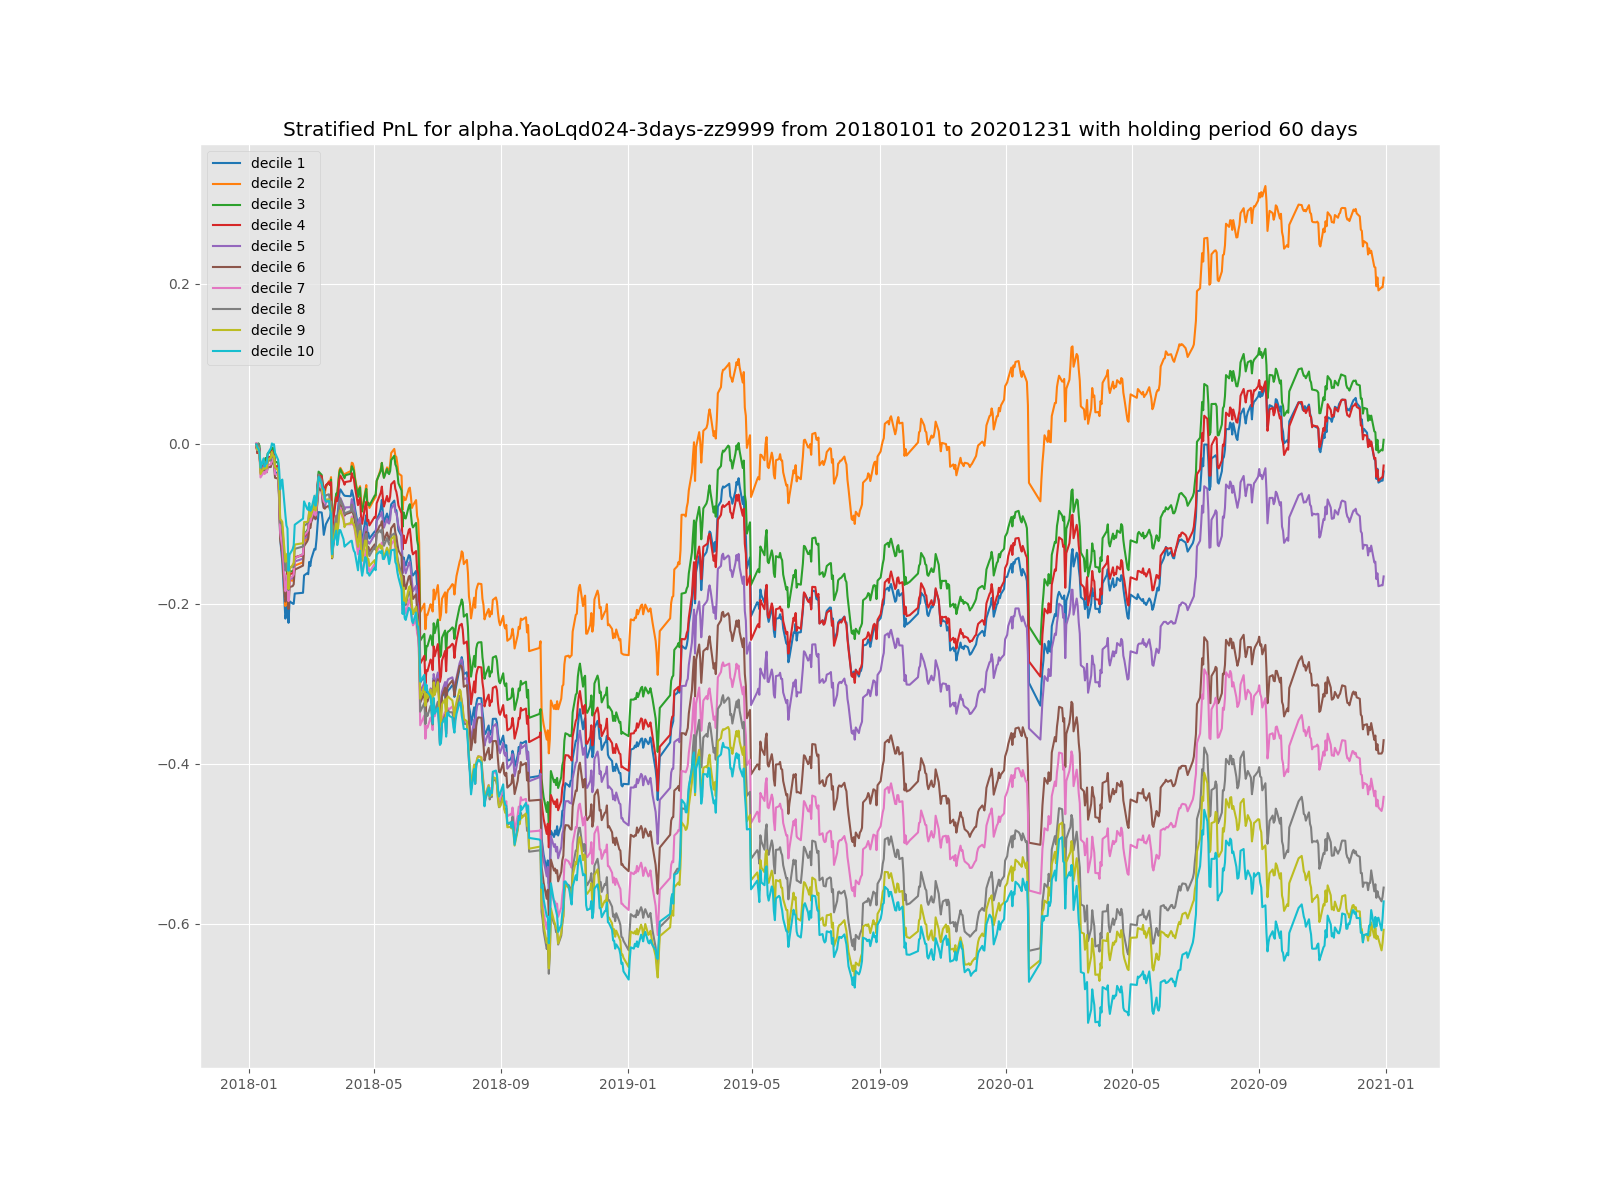 Stratified PnL for alpha.YaoLqd024-3days-zz9999 from 20180101 to 20201231 with holding period 60 days
decile 1
decile 2
decile 3
decile 4
decile 5
decile 6
decile 7
decile 8
decile 9
decile 10
0.2
0.0
−0.2
−0.4
−0.6
2018-01 2018-05 2018-09 2019-01 2019-05 2019-09 2020-01 2020-05 2020-09 2021-01